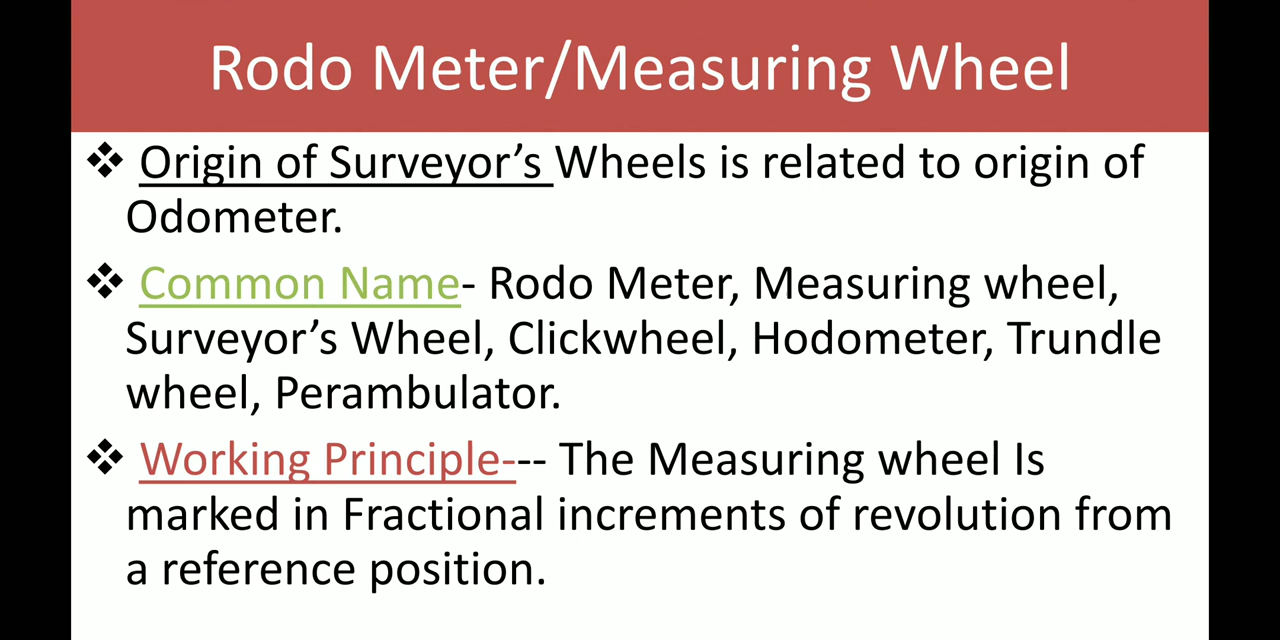 Rodo Meter/Measuring Wheel
❖ Origin of Surveyor’s Wheels is related to origin of
Odometer.
❖ Common Name- Rodo Meter, Measuring wheel,
Surveyor’s Wheel, Clickwheel, Hodometer, Trundle
wheel, Perambulator.
❖ Working Principle--- The Measuring wheel Is
marked in Fractional increments of revolution from
a reference position.